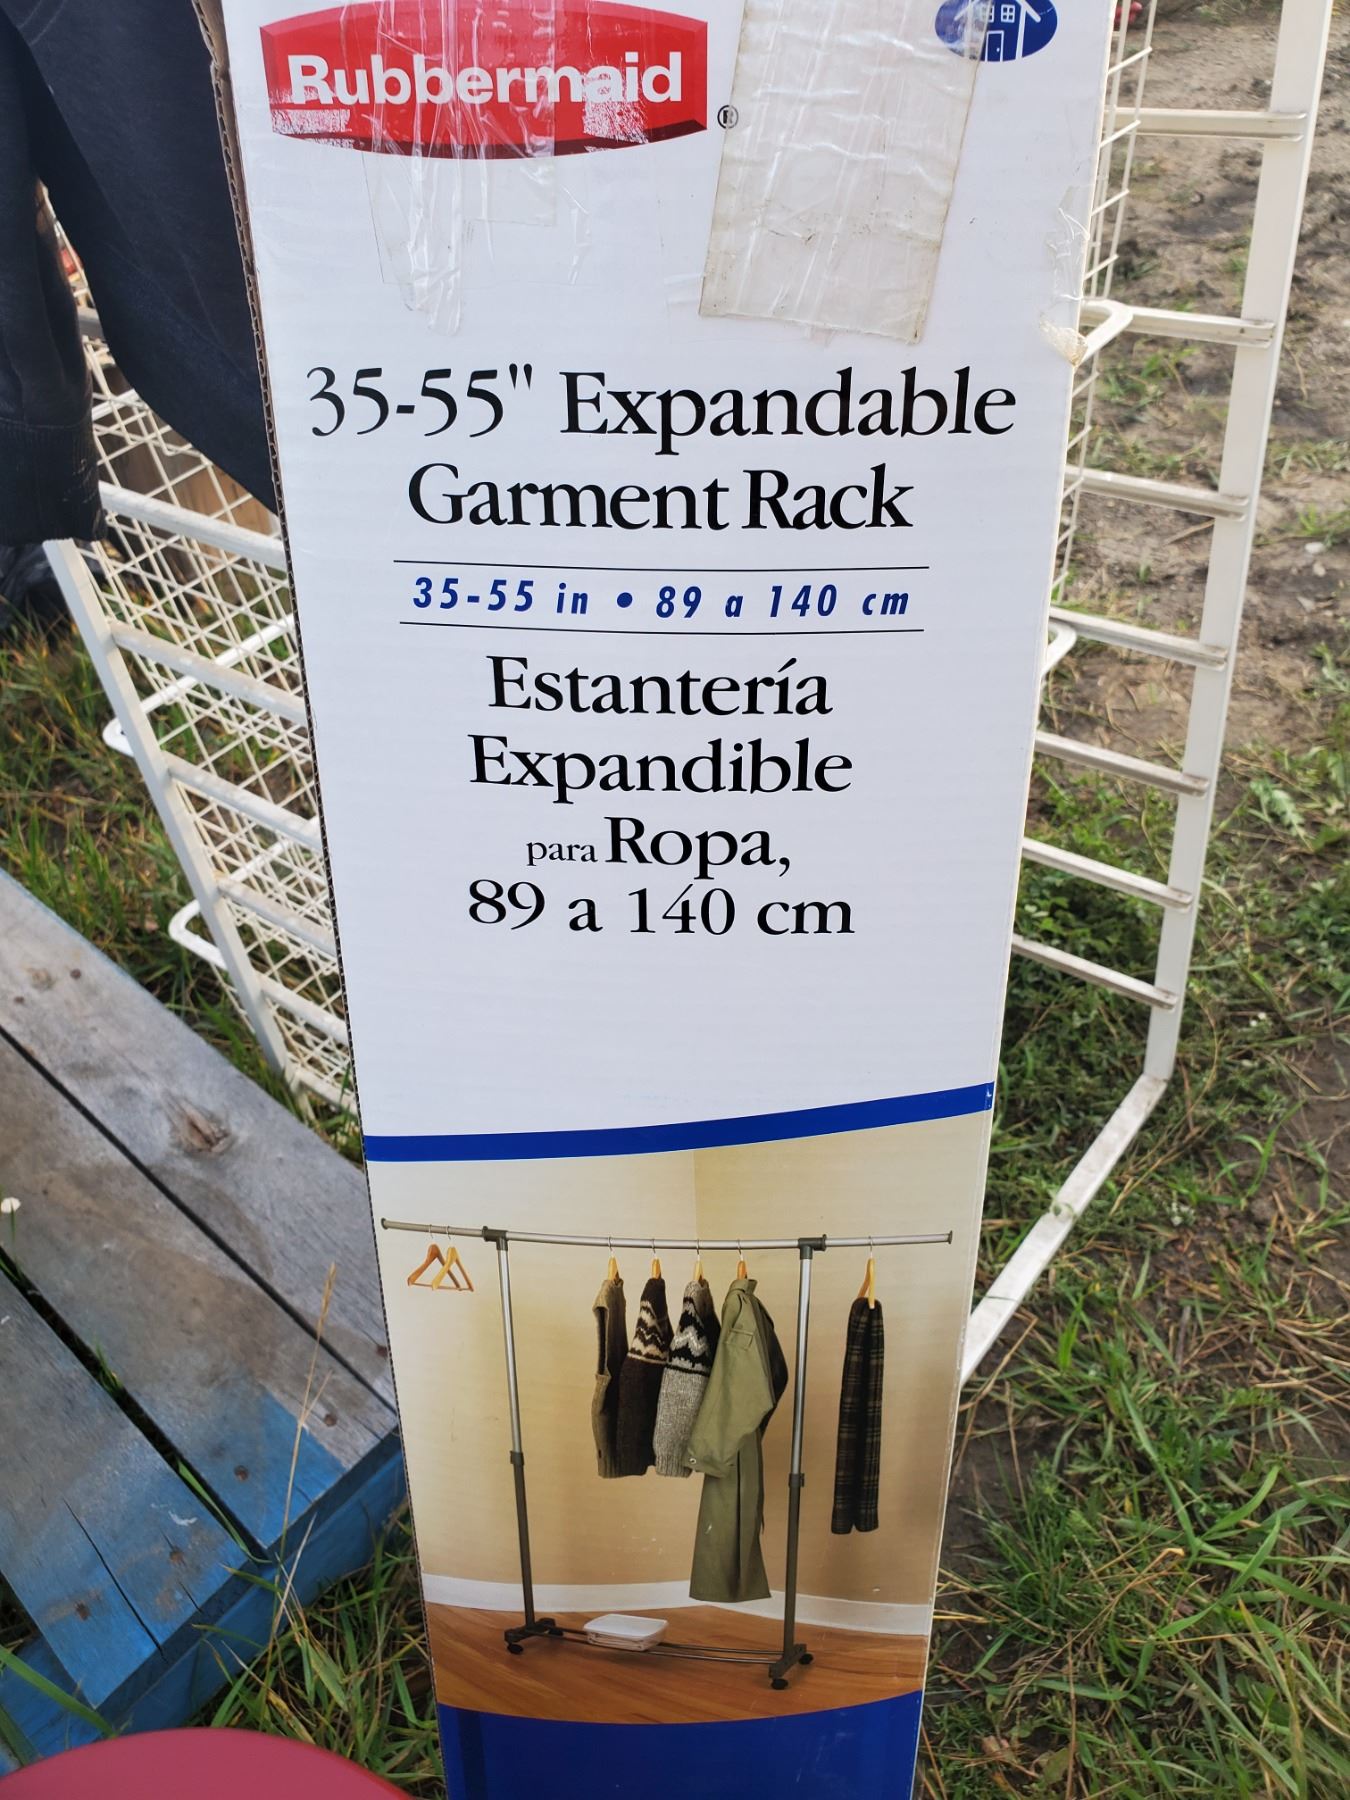 Rubbermaid
®
35-55" Expandable
Garment Rack
35-55 in • 89 a 140 cm
Estantería
Expandible
para Ropa,
89 a 140 cm